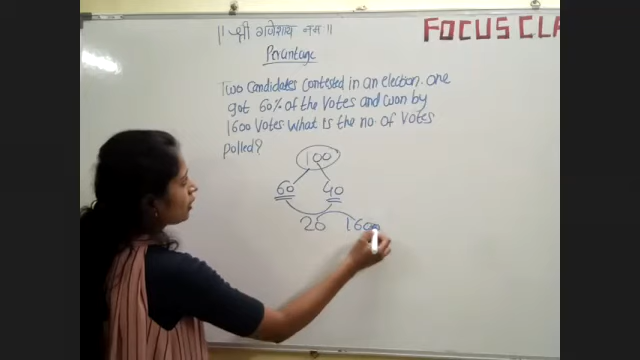 || श्री गणेशाय नमः ||
FOCUS CLA
Percentage
Two Candidates Contested in an election. one
got 60% of the Votes and won by
1600 Votes what is the no. of votes
polled?
100
60 40
20 1600